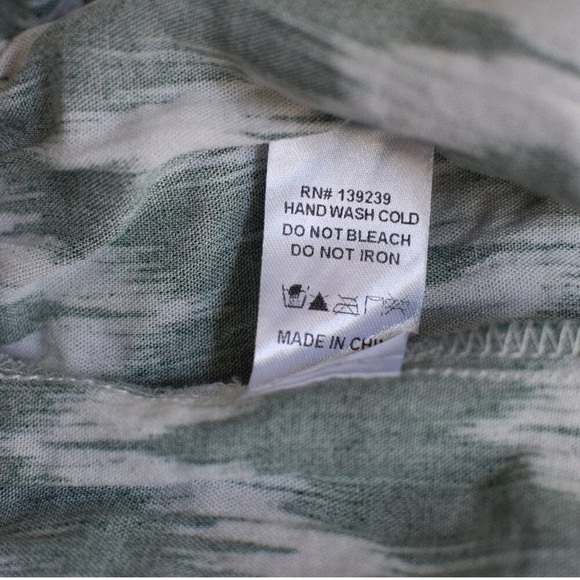 RN# 139239
HAND WASH COLD
DO NOT BLEACH
DO NOT IRON
MADE IN